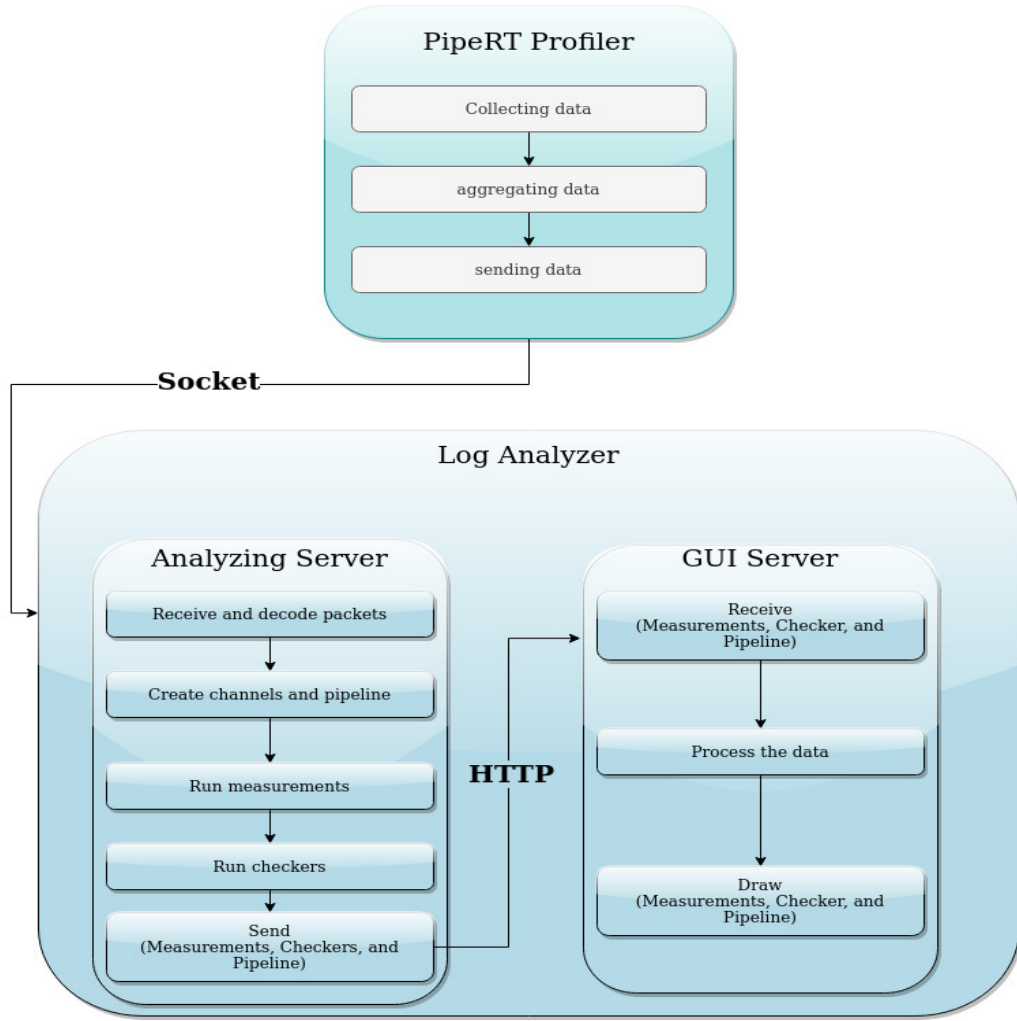 PipeRT Profiler
Collecting data
aggregating data
sending data
Socket
Log Analyzer
Analyzing Server
Receive and decode packets
Create channels and pipeline
Run measurements
Run checkers
Send
(Measurements, Checkers, and
Pipeline)
HTTP
GUI Server
Receive
(Measurements, Checker, and
Pipeline)
Process the data
Draw
(Measurements, Checker, and
Pipeline)